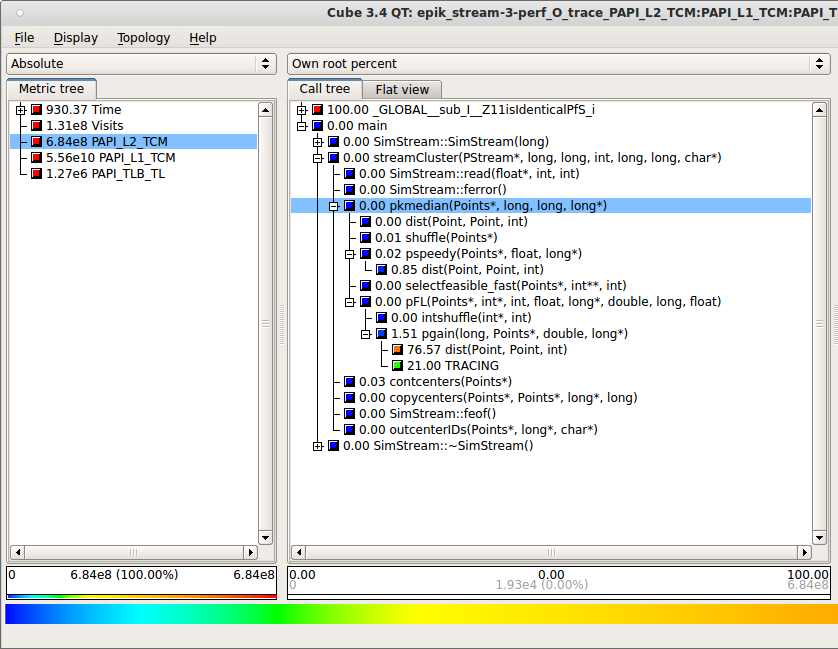 Cube 3.4 QT: epik_stream-3-perf_O_trace_PAPI_L2_TCM:PAPI_L1_TCM:PAPI_T
File Display Topology Help
Absolute
Own root percent
Metric tree
Call tree Flat view
930.37 Time
1.31e8 Visits
6.84e8 PAPI_L2_TCM
5.56e10 PAPI_L1_TCM
1.27e6 PAPI_TLB_TL
100.00 _GLOBAL__sub_I__Z11isIdenticalPfS_i
0.00 main
0.00 SimStream::SimStream(long)
0.00 streamCluster(PStream*, long, long, int, long, long, char*)
0.00 SimStream::read(float*, int, int)
0.00 SimStream::ferror()
0.00 pkmedian(Points*, long, long, long*)
0.00 dist(Point, Point, int)
0.01 shuffle(Points*)
0.02 pspeedy(Points*, float, long*)
0.85 dist(Point, Point, int)
0.00 selectfeasible_fast(Points*, int**, int)
0.00 pFL(Points*, int*, int, float, long*, double, long, float)
0.00 intshuffle(int*, int)
1.51 pgain(long, Points*, double, long*)
76.57 dist(Point, Point, int)
21.00 TRACING
0.03 contcenters(Points*)
0.00 copycenters(Points*, Points*, long*, long)
0.00 SimStream::feof()
0.00 outcenterIDs(Points*, long*, char*)
0.00 SimStream::~SimStream()
0 6.84e8 (100.00%) 6.84e8
0.00 0.00 100.00
0 1.93e4 (0.00%) 6.84e8